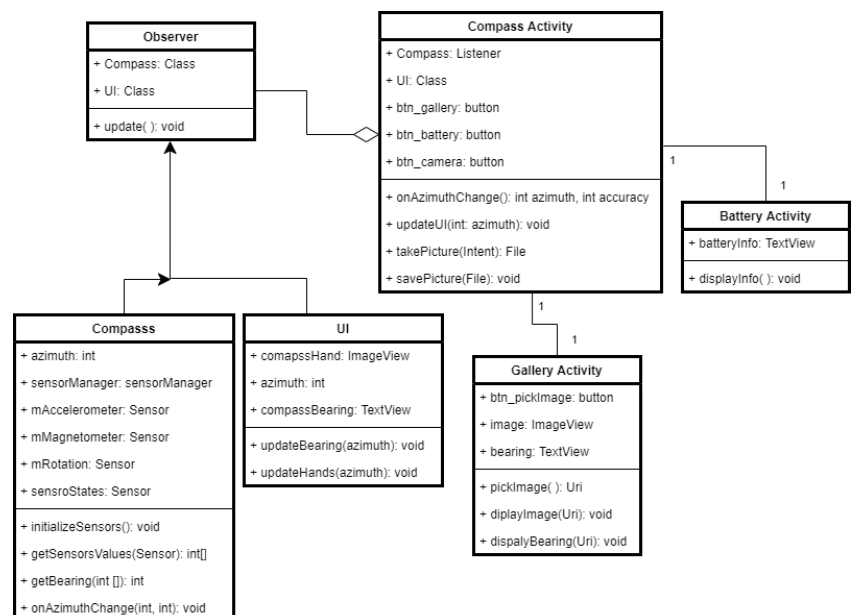 Observer
+ Compass: Class
+ UI: Class
+ update( ): void
Compass Activity
+ Compass: Listener
+ UI: Class
+ btn_gallery: button
+ btn_battery: button
+ btn_camera: button
+ onAzimuthChange(): int azimuth, int accuracy
+ updateUI(int: azimuth): void
+ takePicture(Intent): File
+ savePicture(File): void
1
1
Battery Activity
+ batteryInfo: TextView
+ displayInfo( ): void
1
1
Compasss
+ azimuth: int
+ sensorManager: sensorManager
+ mAccelerometer: Sensor
+ mMagnetometer: Sensor
+ mRotation: Sensor
+ sensroStates: Sensor
+ initializeSensors(): void
+ getSensorsValues(Sensor): int[]
+ getBearing(int []): int
+ onAzimuthChange(int, int): void
UI
+ comapssHand: ImageView
+ azimuth: int
+ compassBearing: TextView
+ updateBearing(azimuth): void
+ updateHands(azimuth): void
Gallery Activity
+ btn_pickImage: button
+ image: ImageView
+ bearing: TextView
+ pickImage( ): Uri
+ diplayImage(Uri): void
+ dispalyBearing(Uri): void